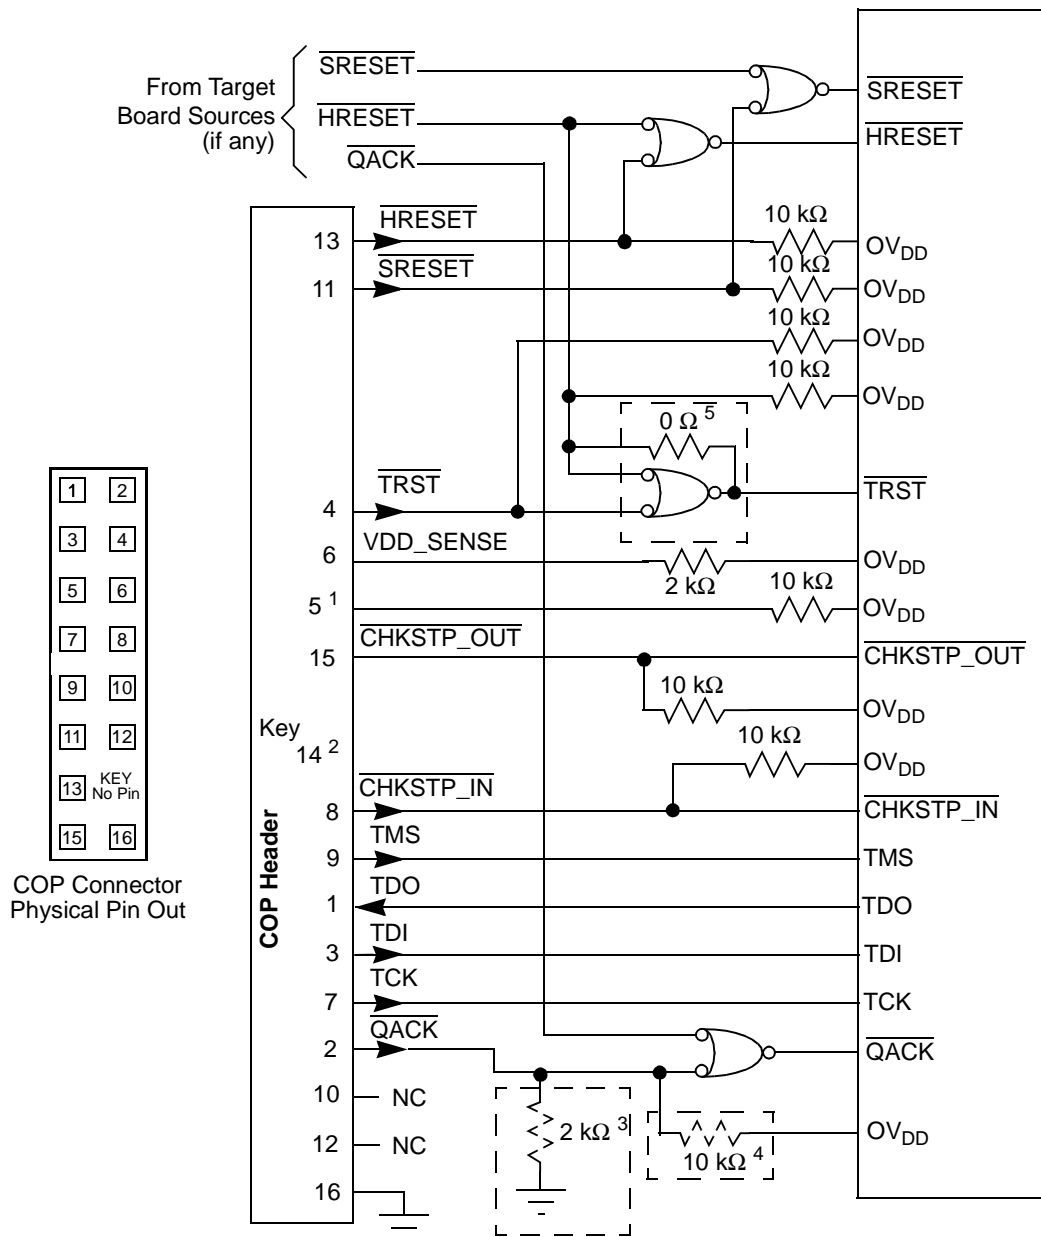 From Target
Board Sources
(if any)
SRESET
HRESET
QACK
SRESET
HRESET
13
HRESET
10 kΩ
OVDD
11
SRESET
10 kΩ
OVDD
10 kΩ
OVDD
10 kΩ
OVDD
0 Ω 5
4
TRST
TRST
6
VDD_SENSE
2 kΩ
OVDD
5 1
10 kΩ
OVDD
15
CHKSTP_OUT
CHKSTP_OUT
10 kΩ
OVDD
Key
14 2
10 kΩ
OVDD
8
CHKSTP_IN
CHKSTP_IN
9
TMS
TMS
1
TDO
TDO
3
TDI
TDI
7
TCK
TCK
2
QACK
QACK
10
NC
2 kΩ 3
10 kΩ 4
OVDD
12
NC
16
COP Header
1 2
3 4
5 6
7 8
9 10
11 12
13 KEY
No Pin
15 16
COP Connector
Physical Pin Out